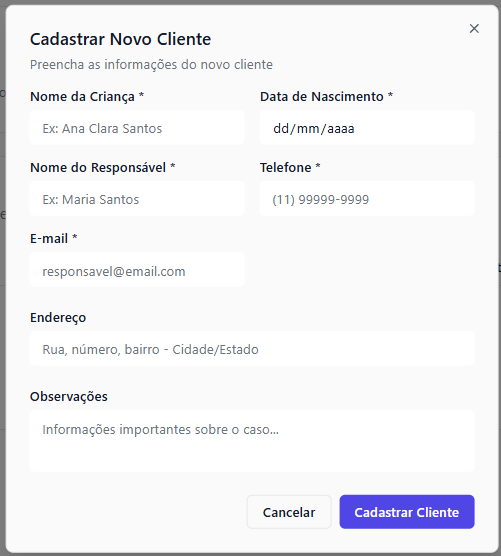 Cadastrar Novo Cliente
Preencha as informações do novo cliente
Nome da Criança * Data de Nascimento *
Ex: Ana Clara Santos dd/mm/aaaa
Nome do Responsável * Telefone *
Ex: Maria Santos (11) 99999-9999
E-mail *
responsavel@email.com
Endereço
Rua, número, bairro - Cidade/Estado
Observações
Informações importantes sobre o caso...
Cancelar Cadastrar Cliente